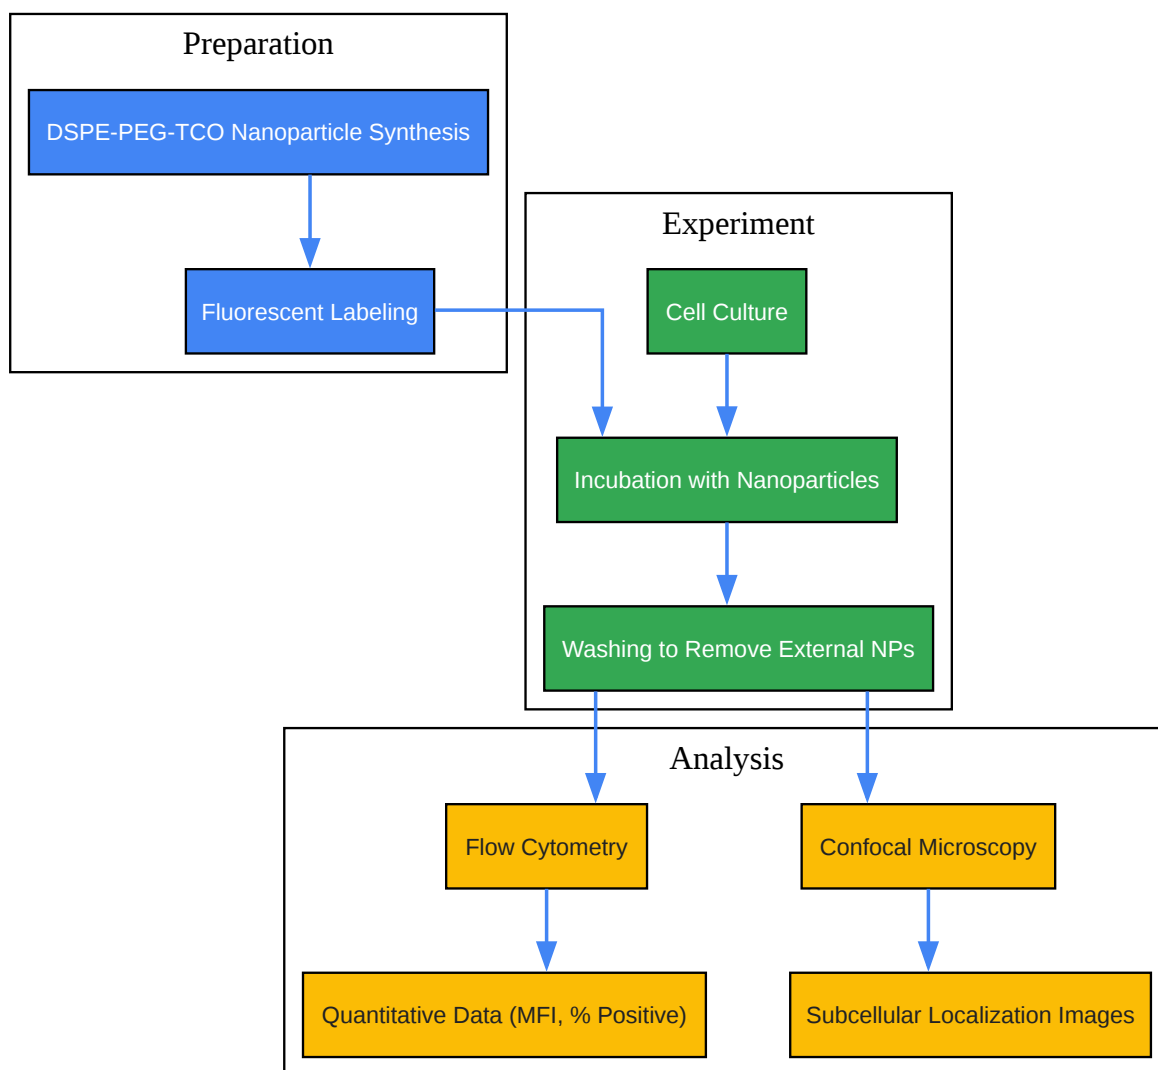 Preparation
DSPE-PEG-TCO Nanoparticle Synthesis
Fluorescent Labeling
Experiment
Cell Culture
Incubation with Nanoparticles
Washing to Remove External NPs
Analysis
Flow Cytometry
Confocal Microscopy
Quantitative Data (MFI, % Positive)
Subcellular Localization Images